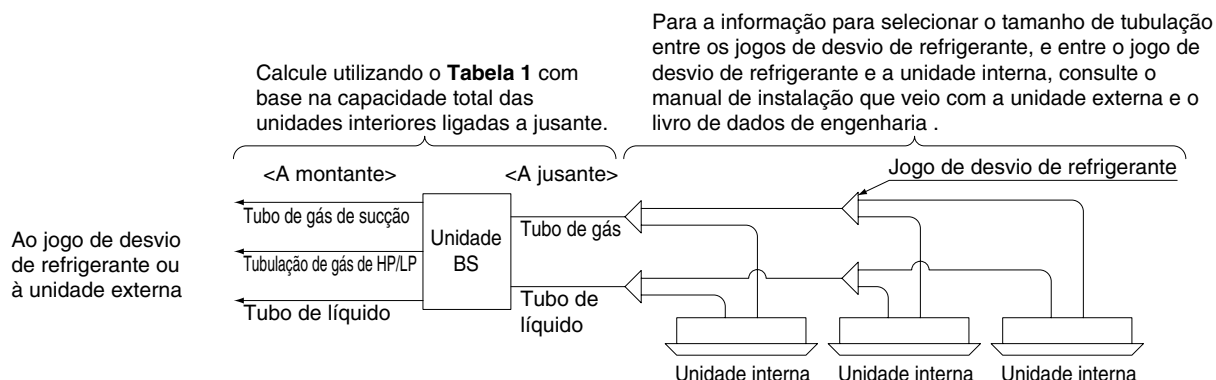 Para a informação para selecionar o tamanho de tubulação
entre os jogos de desvio de refrigerante, e entre o jogo de
desvio de refrigerante e a unidade interna, consulte o
manual de instalação que veio com a unidade externa e o
livro de dados de engenharia .
Calcule utilizando o Tabela 1 com
base na capacidade total das
unidades interiores ligadas a jusante.
<A montante>
<A jusante>
Jogo de desvio de refrigerante
Tubo de gás de sucção
Tubulação de gás de HP/LP
Tubo de líquido
Unidade
BS
Tubo de gás
Tubo de
líquido
Ao jogo de desvio
de refrigerante ou
à unidade externa
Unidade interna
Unidade interna
Unidade interna